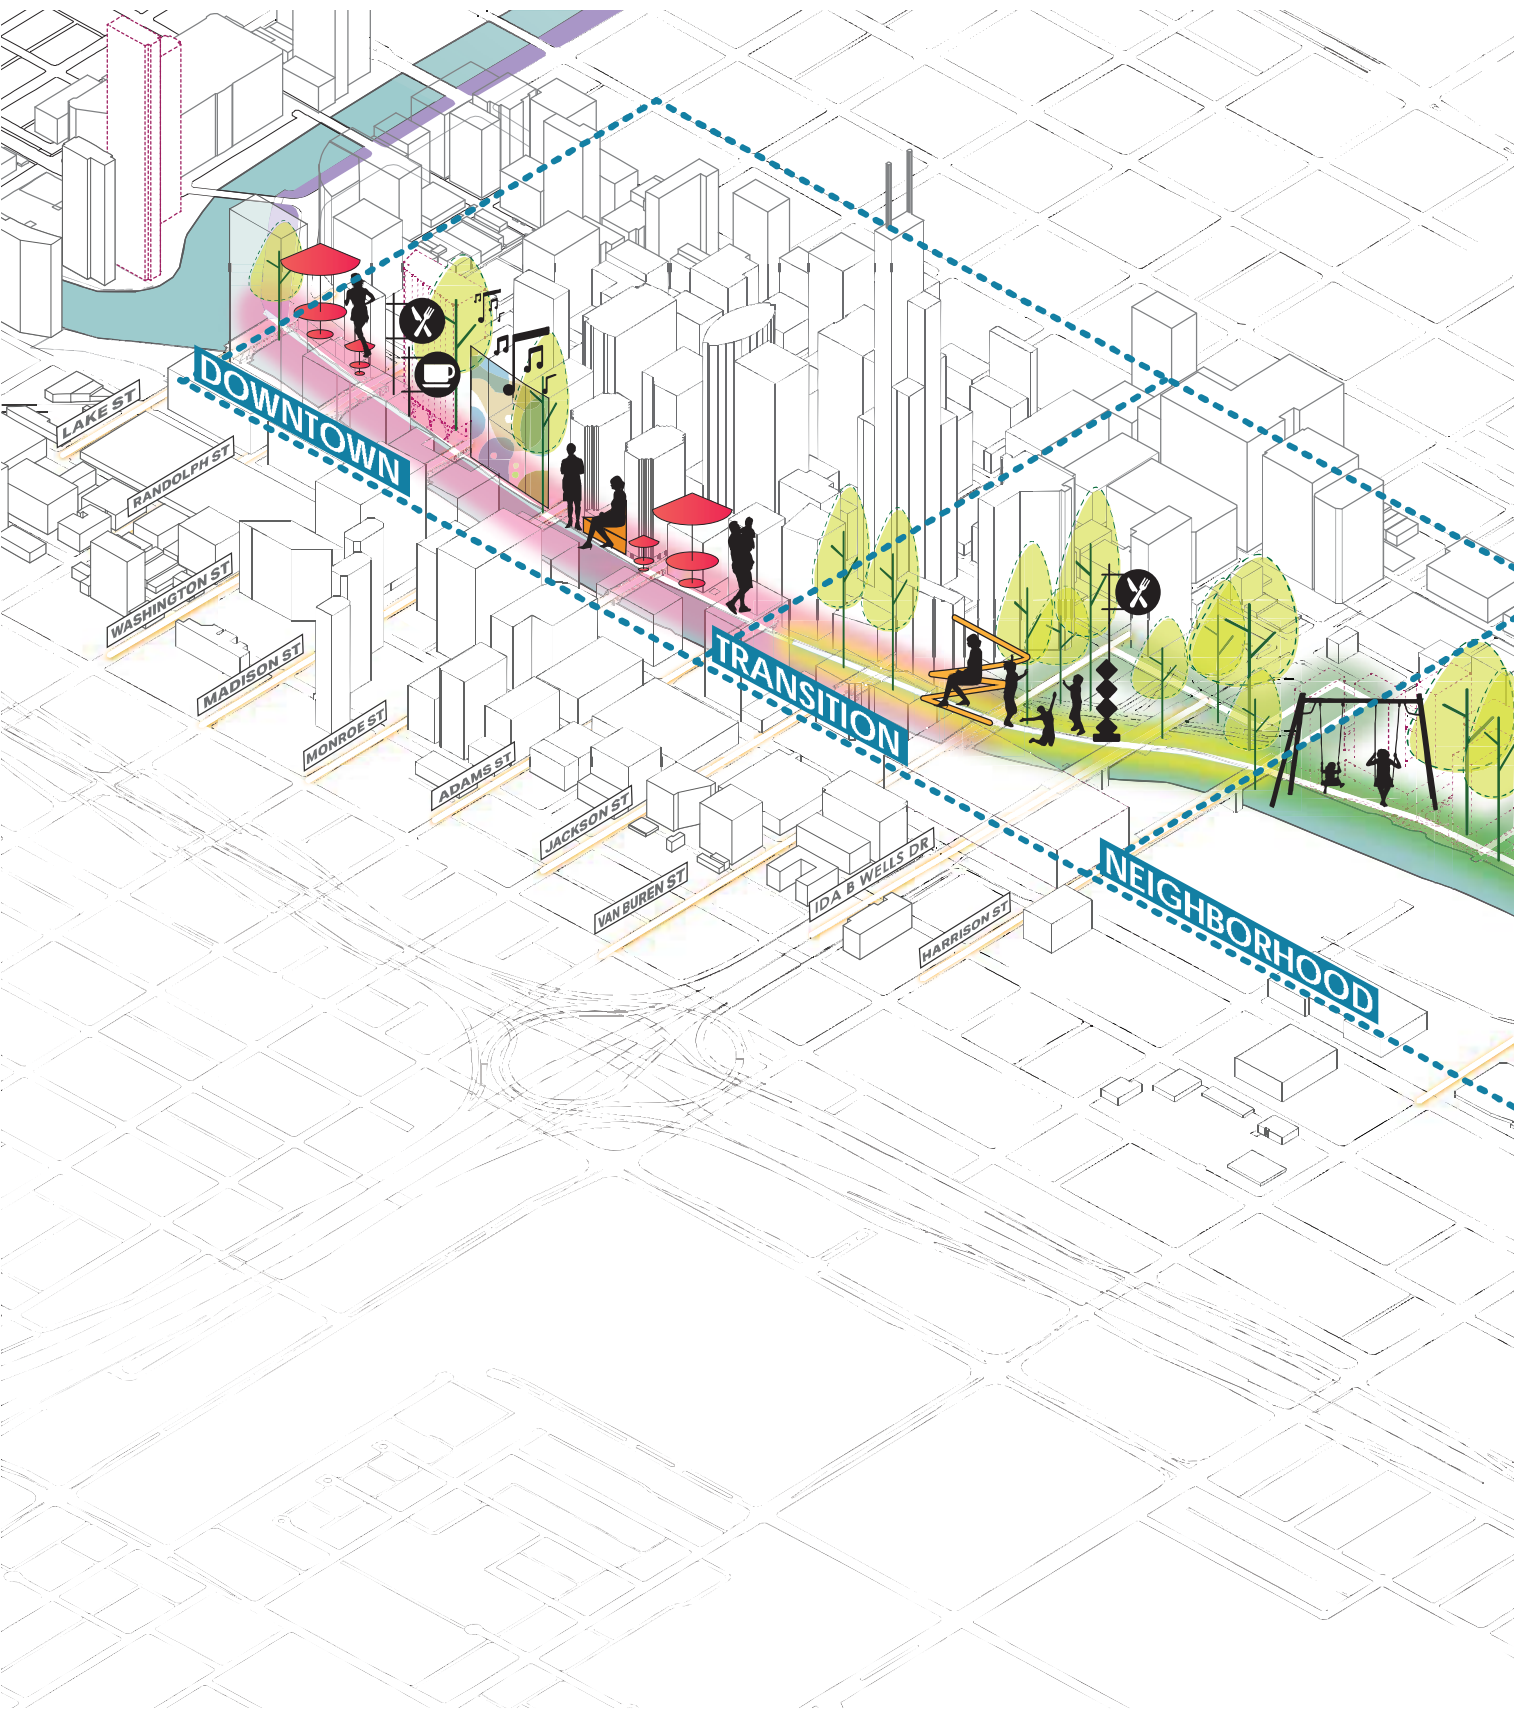 DOWNTOWN
LAKE ST
RANDOLPH ST
WASHINGTON ST
MADISON ST
MONROE ST
ADAMS ST
TRANSITION
JACKSON ST
VAN BUREN ST
IDA B WELLS DR
HARRISON ST
NEIGHBORHOOD